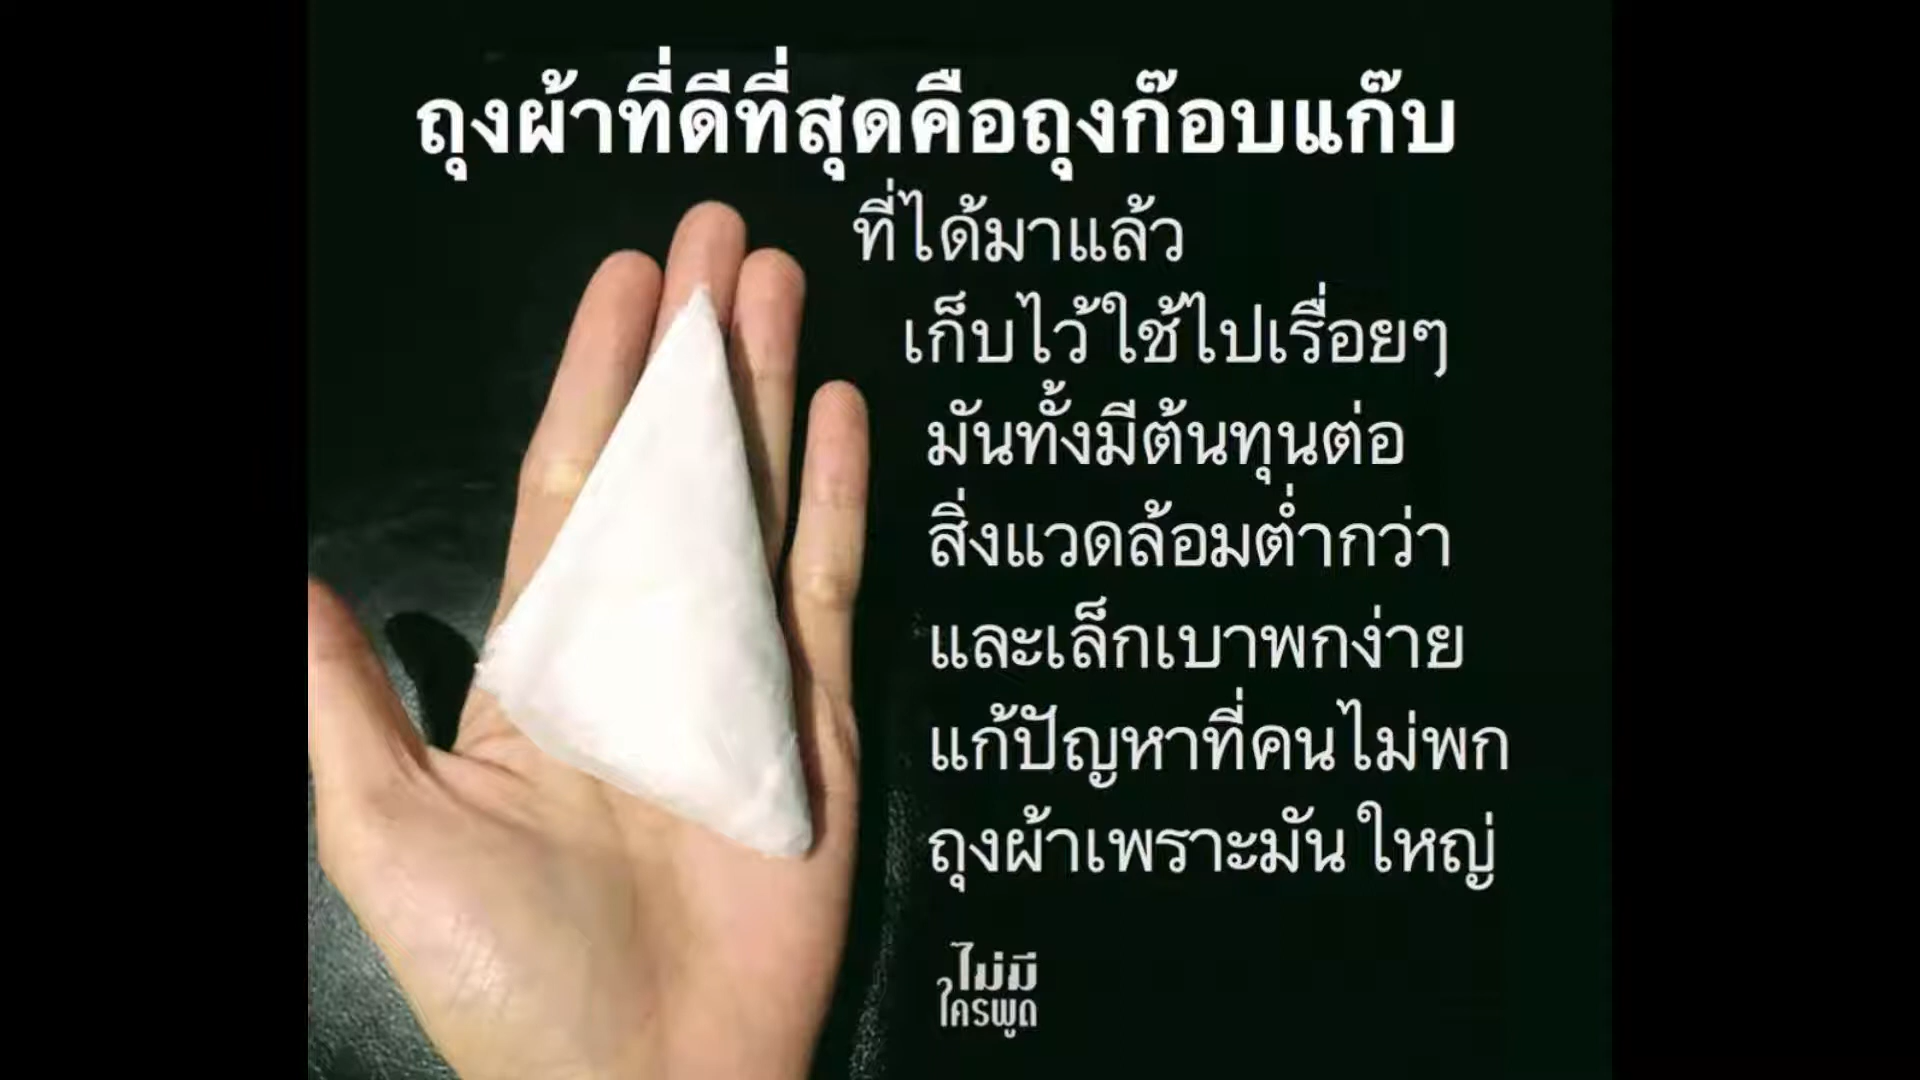 ถุงผ้าที่ดีที่สุดคือถุงก๊อบแก๊บ
ที่ได้มาแล้ว
เก็บไว้ใช้ไปเรื่อยๆ
มันทั้งมีต้นทุนต่อ
สิ่งแวดล้อมต่ำกว่า
และเล็กเบาพกง่าย
แก้ปัญหาที่คนไม่พก
ถุงผ้าเพราะมันใหญ่
ไม่มี
ใครพูด